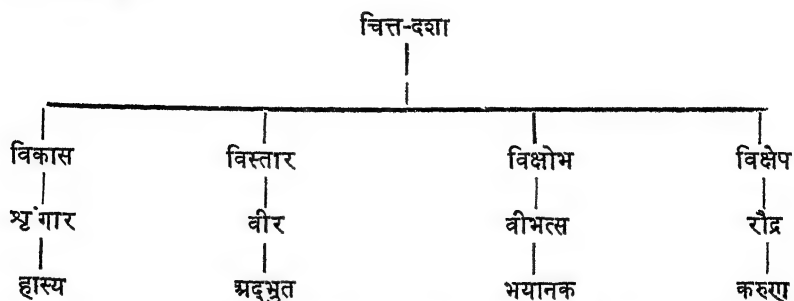 चित्त-दशा
विकास विस्तार विक्षोभ विक्षेप
शृंगार वीर वीभत्स रौद्र
हास्य अद्भुत भयानक करुण